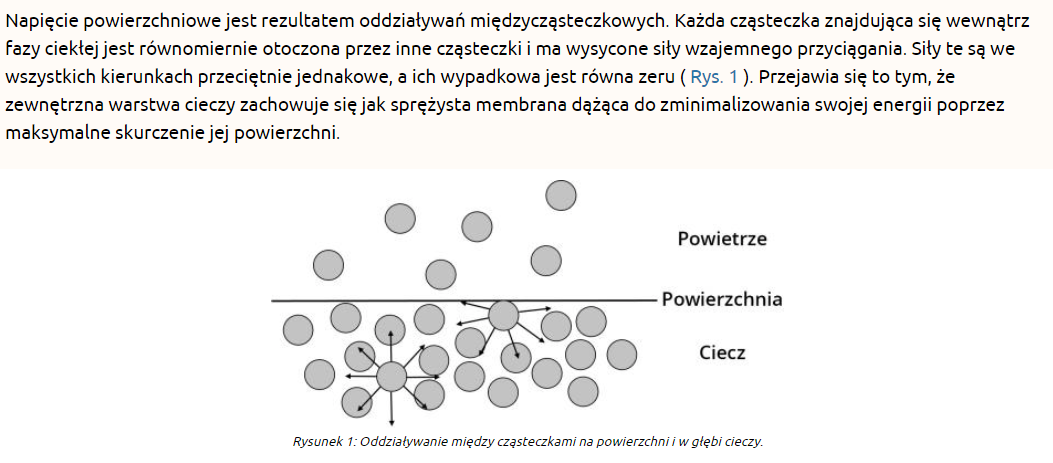 Napięcie powierzchniowe jest rezultatem oddziaływań międzycząsteczkowych. Każda cząsteczka znajdująca się wewnątrz
fazy ciekłej jest równomiernie otoczona przez inne cząsteczki i ma wysycone siły wzajemnego przyciągania. Siły te są we
wszystkich kierunkach przeciętnie jednakowe, a ich wypadkowa jest równa zeru ( Rys. 1 ). Przejawia się to tym, że
zewnętrzna warstwa cieczy zachowuje się jak sprężysta membrana dążąca do zminimalizowania swojej energii poprzez
maksymalne skurczenie jej powierzchni.
Powietrze
Powierzchnia
Ciecz
Rysunek 1: Oddziaływanie między cząsteczkami na powierzchni i w głębi cieczy.